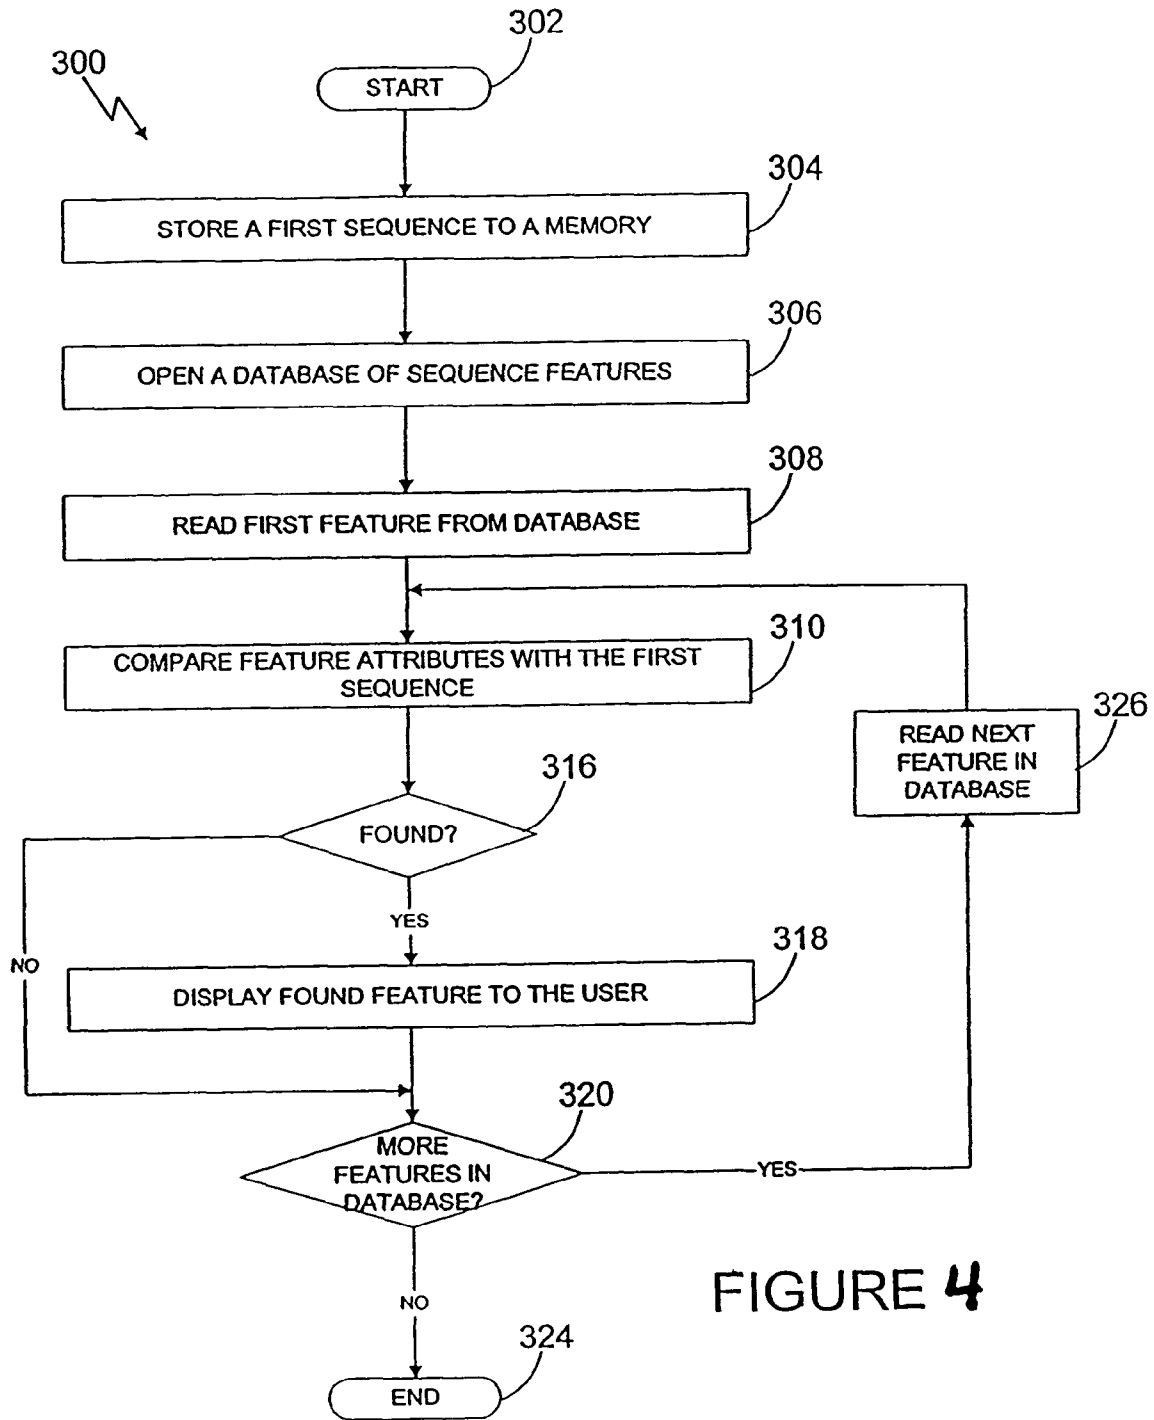 302
300
START
304
STORE A FIRST SEQUENCE TO A MEMORY
306
OPEN A DATABASE OF SEQUENCE FEATURES
308
READ FIRST FEATURE FROM DATABASE
310
COMPARE FEATURE ATTRIBUTES WITH THE FIRST
SEQUENCE
326
READ NEXT
FEATURE IN
DATABASE
316
FOUND?
YES
NO
318
DISPLAY FOUND FEATURE TO THE USER
320
MORE
FEATURES IN
DATABASE?
YES
NO
FIGURE 4
324
END